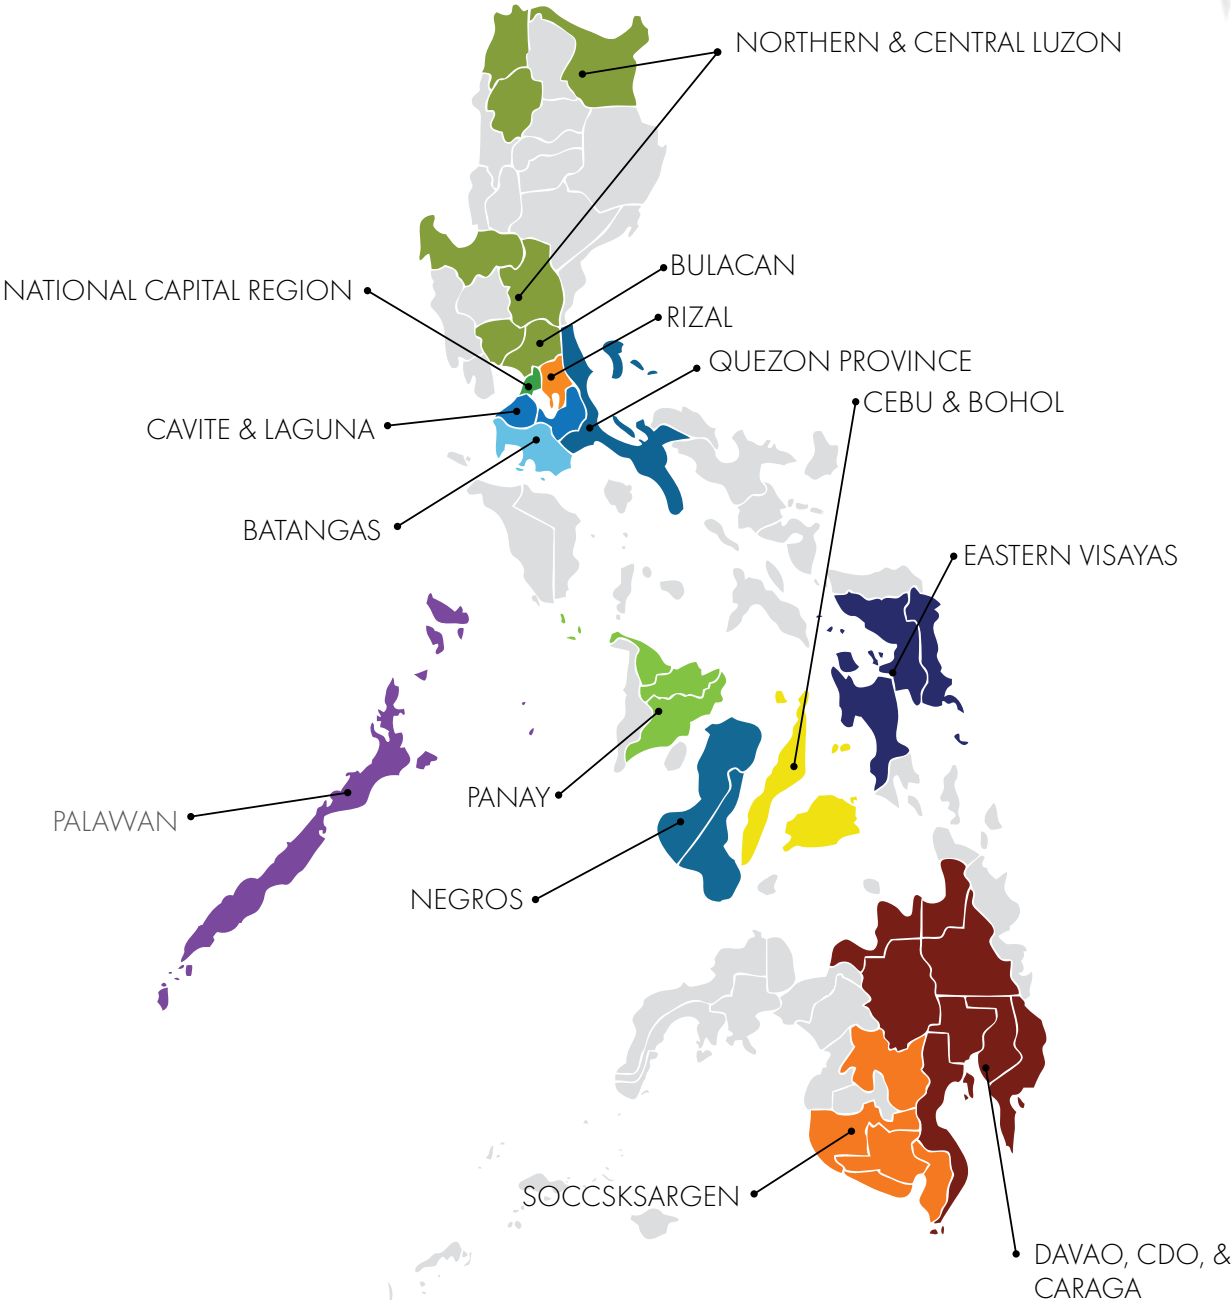 NORTHERN & CENTRAL LUZON
BULACAN
NATIONAL CAPITAL REGION
RIZAL
QUEZON PROVINCE
CEBU & BOHOL
CAVITE & LAGUNA
BATANGAS
EASTERN VISAYAS
PANAY
PALAWAN
NEGROS
SOCCSKSARGEN
DAVAO, CDO, &
CARAGA